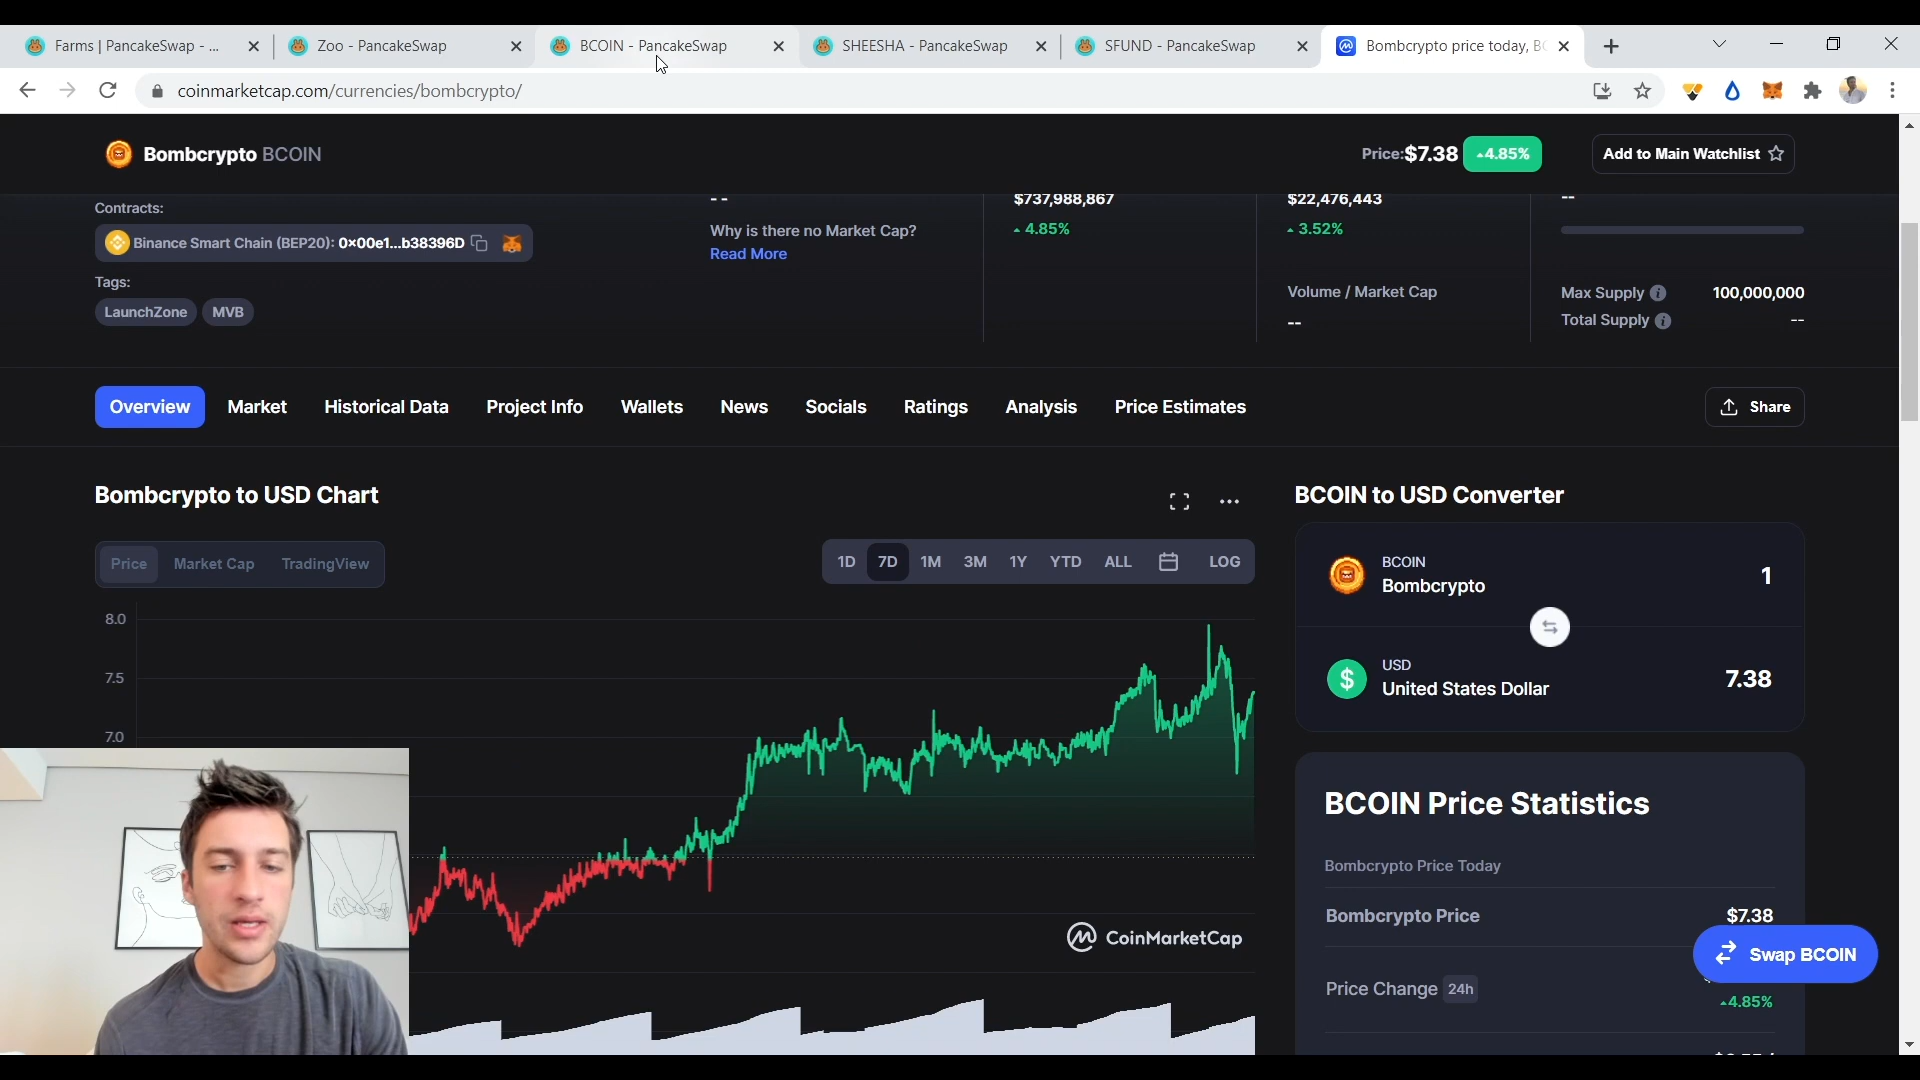 Farms | PancakeSwap - ...
Zoo - PancakeSwap
BCOIN - PancakeSwap
SHEESHA - PancakeSwap
SFUND - PancakeSwap
Bombcrypto price today, BC
coinmarketcap.com/currencies/bombcrypto/
Bombcrypto BCOIN
Price:$7.38 4.85%
Add to Main Watchlist
Contracts:
Binance Smart Chain (BEP20): 0x00e1...b38396D
Tags:
LaunchZone MVB
--
Why is there no Market Cap?
Read More
$737,988,867
4.85%
$22,476,443
3.52%
Volume / Market Cap
--
--
Max Supply 100,000,000
Total Supply --
Overview Market Historical Data Project Info Wallets News Socials Ratings Analysis Price Estimates
Share
Bombcrypto to USD Chart
Price Market Cap TradingView
1D 7D 1M 3M 1Y YTD ALL LOG
8.0
7.5
7.0
CoinMarketCap
BCOIN to USD Converter
BCOIN
Bombcrypto 1
USD
United States Dollar 7.38
BCOIN Price Statistics
Bombcrypto Price Today
Bombcrypto Price $7.38
Swap BCOIN
Price Change 24h
4.85%